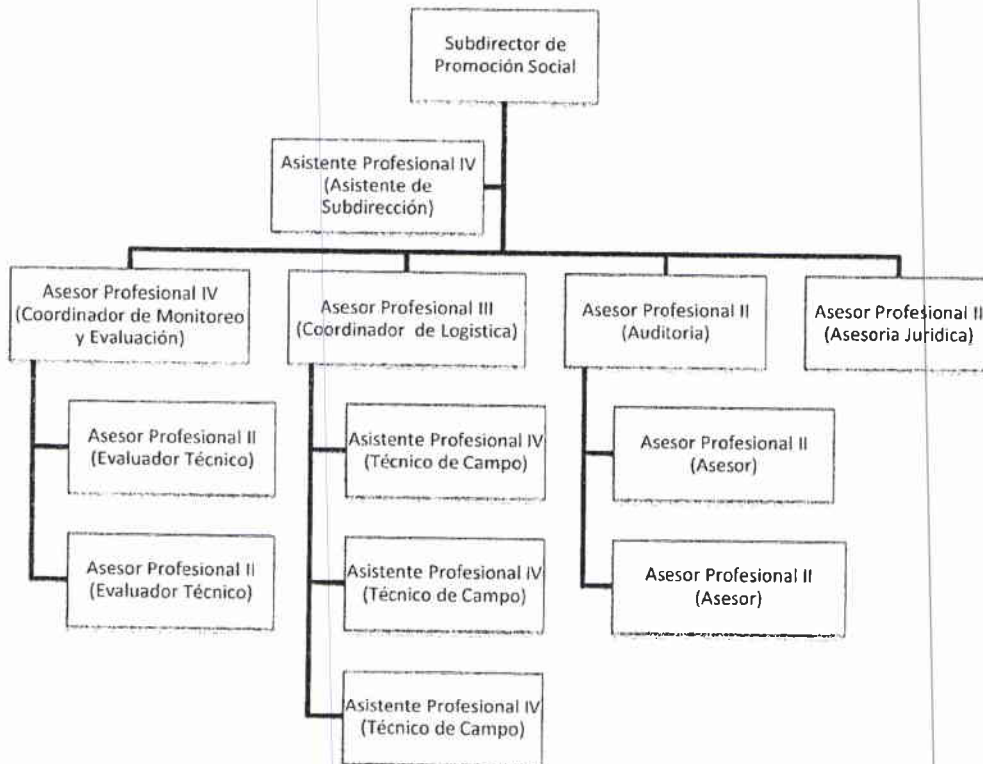 Subdirector de
Promoción Social
Asistente Profesional IV
(Asistente de
Subdirección)
Asesor Profesional IV
(Coordinador de Monitoreo
y Evaluación)
Asesor Profesional II
(Evaluador Técnico)
Asesor Profesional II
(Evaluador Técnico)
Asesor Profesional III
(Coordinador de Logistica)
Asistente Profesional IV
(Técnico de Campo)
Asistente Profesional IV
(Técnico de Campo)
Asistente Profesional IV
(Técnico de Campo)
Asesor Profesional II
(Auditoria)
Asesor Profesional II
(Asesor)
Asesor Profesional II
(Asesor)
Asesor Profesional II
(Asesoria Juridica)